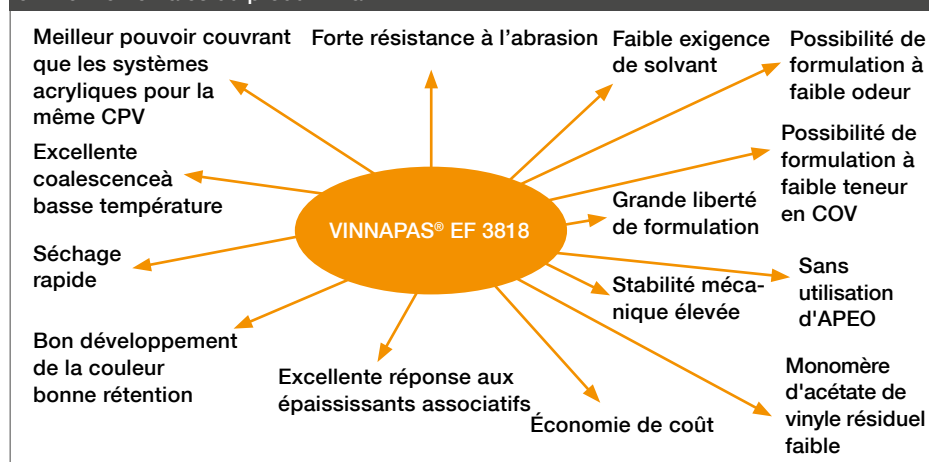 Meilleur pouvoir couvrant
que les systèmes
acryliques pour la
même CPV
Forte résistance à l’abrasion
Faible exigence
de solvant
Possibilité de
formulation à
faible odeur
Excellente
coalescenceà
basse température
Possibilité de
formulation à
faible teneur
en COV
VINNAPAS® EF 3818
Grande liberté
de formulation
Séchage
rapide
Stabilité méca-
nique élevée
Sans
utilisation
d'APEO
Bon développement
de la couleur
bonne rétention
Excellente réponse aux
épaississants associatifs
Économie de coût
Monomère
d'acétate de
vinyle résiduel
faible